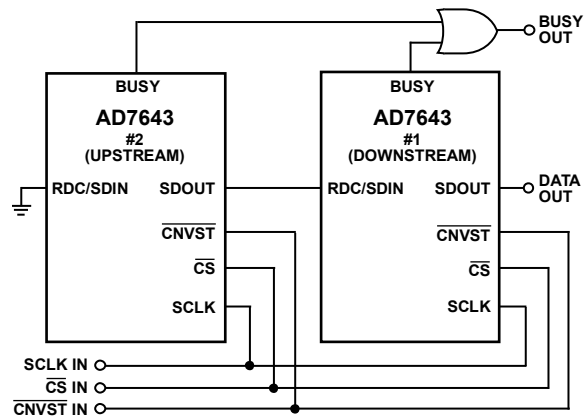 BUSY
OUT
BUSY
AD7643
#2
(UPSTREAM)
RDC/SDIN
SDOUT
CNVST
CS
SCLK
BUSY
AD7643
#1
(DOWNSTREAM)
RDC/SDIN
SDOUT
CNVST
CS
SCLK
DATA
OUT
SCLK IN
CS IN
CNVST IN